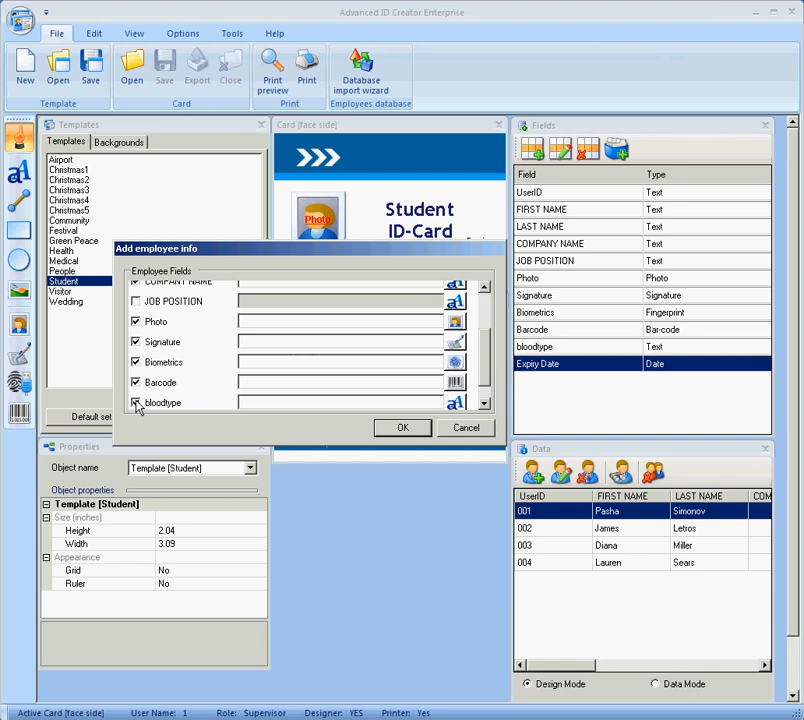 Advanced ID Creator Enterprise
File Edit View Options Tools Help
New Open Save Open Save Export Close Print preview Print Database import wizard
Template Card Print Employees database
Templates
Templates Backgrounds
Airport
Christmas1
Christmas2
Christmas3
Christmas4
Christmas5
Community
Festival
Green Peace
Health
Medical
People
Student
Visitor
Wedding
Default set
Card [face side]
Photo
Student
ID-Card
Add employee info
Employee Fields
COMPANY NAME
JOB POSITION
Photo
Signature
Biometrics
Barcode
bloodtype
OK Cancel
Properties
Object name Template [Student]
Object properties
Template [Student]
Size (inches)
Height 2.04
Width 3.09
Appearance
Grid No
Ruler No
Fields
Field Type
UserID Text
FIRST NAME Text
LAST NAME Text
COMPANY NAME Text
JOB POSITION Text
Photo Photo
Signature Signature
Biometrics Fingerprint
Barcode Bar-code
bloodtype Text
Expiry Date Date
Data
UserID FIRST NAME LAST NAME COM
001 Pasha Simonov
002 James Letros
003 Diana Miller
004 Lauren Sears
Design Mode Data Mode
Active Card [face side] User Name: 1 Role: Supervisor Designer: YES Printer: Yes